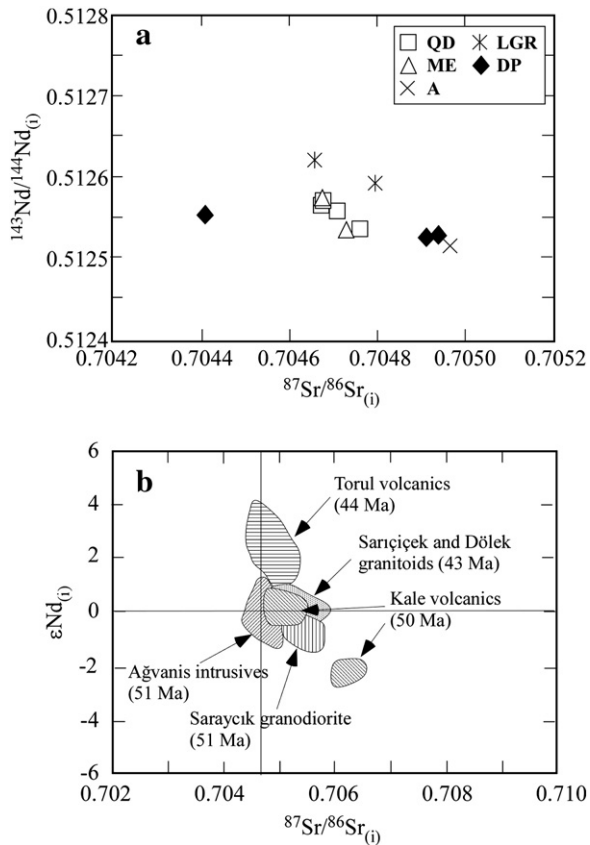 a
QD LGR
ME DP
A
0.5128
0.5127
0.5126
0.5125
0.5124
143Nd/144Nd(i)
0.7042 0.7044 0.7046 0.7048 0.7050 0.7052
87Sr/86Sr(i)
b
6
4
2
0
-2
-4
-6
εNd(i)
Torul volcanics
(44 Ma)
Sarıçiçek and Dölek
granitoids (43 Ma)
Kale volcanics
(50 Ma)
Ağvanis intrusives
(51 Ma)
Saraycık granodiorite
(51 Ma)
0.702 0.704 0.706 0.708 0.710
87Sr/86Sr(i)